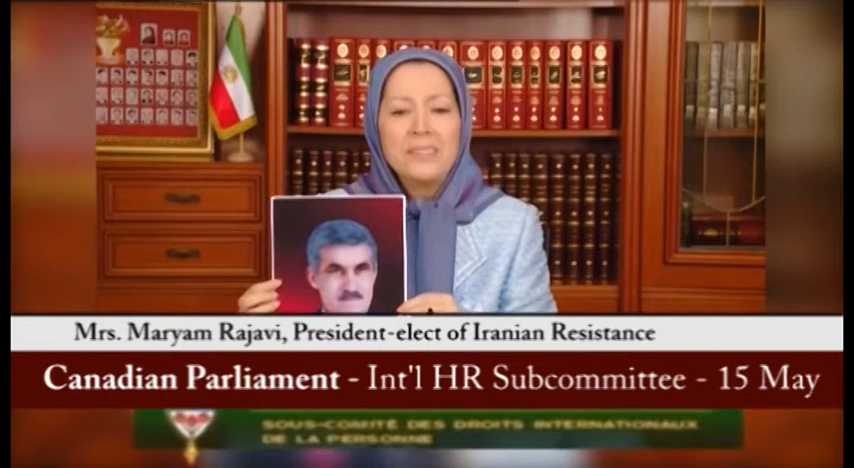 Mrs. Maryam Rajavi, President-elect of Iranian Resistance
Canadian Parliament - Int'l HR Subcommittee - 15 May
SOUS-COMITÉ DES DROITS INTERNATIONAUX
DE LA PERSONNE